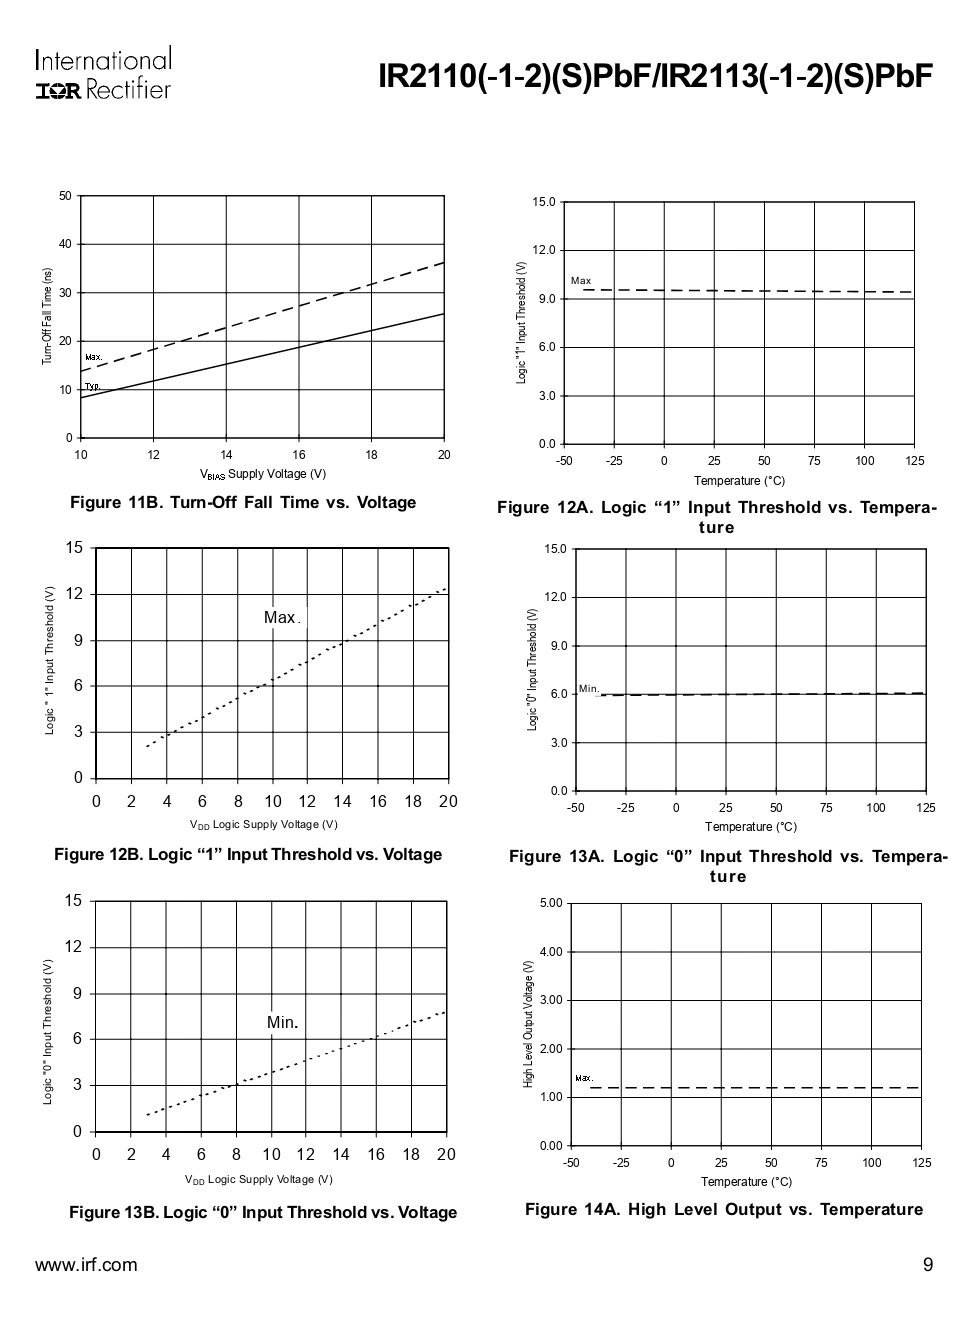 International
IOR Rectifier
IR2110(-1-2)(S)PbF/IR2113(-1-2)(S)PbF
50
40
30
20
10
0
Turn-Off Fall Time (ns)
Max.
Typ.
10 12 14 16 18 20
VBIAS Supply Voltage (V)
Figure 11B. Turn-Off Fall Time vs. Voltage
15.0
12.0
9.0
6.0
3.0
0.0
Logic "1" Input Threshold (V)
Max
-50 -25 0 25 50 75 100 125
Temperature (°C)
Figure 12A. Logic “1” Input Threshold vs. Tempera-
ture
15
12
9
6
3
0
Logic " 1" Input Threshold (V)
Max.
0 2 4 6 8 10 12 14 16 18 20
VDD Logic Supply Voltage (V)
Figure 12B. Logic “1” Input Threshold vs. Voltage
15.0
12.0
9.0
6.0
3.0
0.0
Logic "0" Input Threshold (V)
Min.
-50 -25 0 25 50 75 100 125
Temperature (°C)
Figure 13A. Logic “0” Input Threshold vs. Tempera-
ture
15
12
9
6
3
0
Logic "0" Input Threshold (V)
Min.
0 2 4 6 8 10 12 14 16 18 20
VDD Logic Supply Voltage (V)
Figure 13B. Logic “0” Input Threshold vs. Voltage
5.00
4.00
3.00
2.00
1.00
0.00
High Level Output Voltage (V)
Max.
-50 -25 0 25 50 75 100 125
Temperature (°C)
Figure 14A. High Level Output vs. Temperature
www.irf.com 9